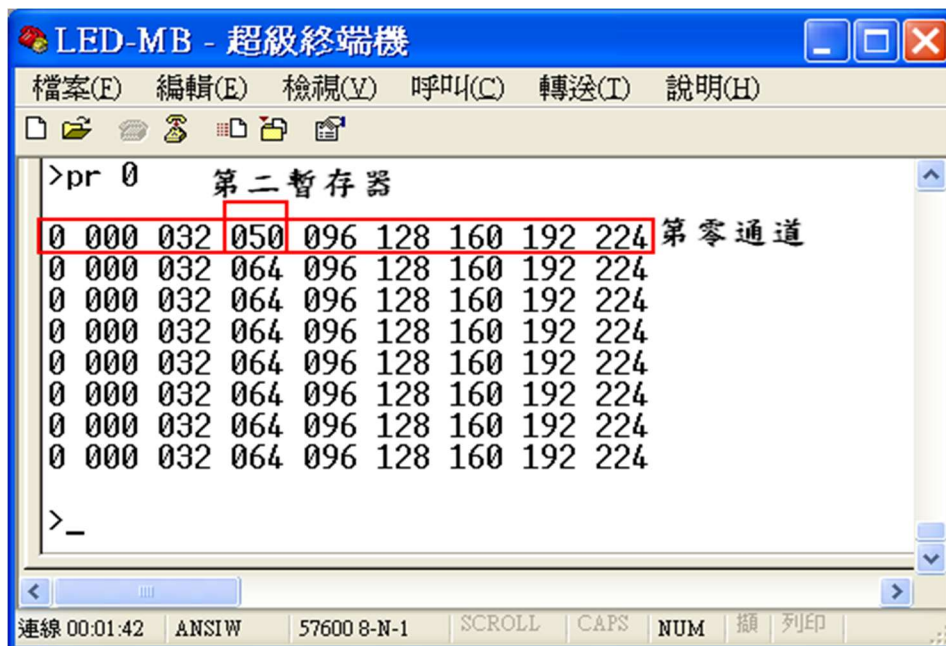 LED-MB - 超級終端機
檔案(F) 編輯(E) 檢視(V) 呼叫(C) 轉送(T) 說明(H)
>pr 0
第二暫存器
0 000 032 050 096 128 160 192 224 第零通道
0 000 032 064 096 128 160 192 224
0 000 032 064 096 128 160 192 224
0 000 032 064 096 128 160 192 224
0 000 032 064 096 128 160 192 224
0 000 032 064 096 128 160 192 224
0 000 032 064 096 128 160 192 224
0 000 032 064 096 128 160 192 224
>_
連線 00:01:42 ANSIW 57600 8-N-1 SCROLL CAPS NUM 擷 列印